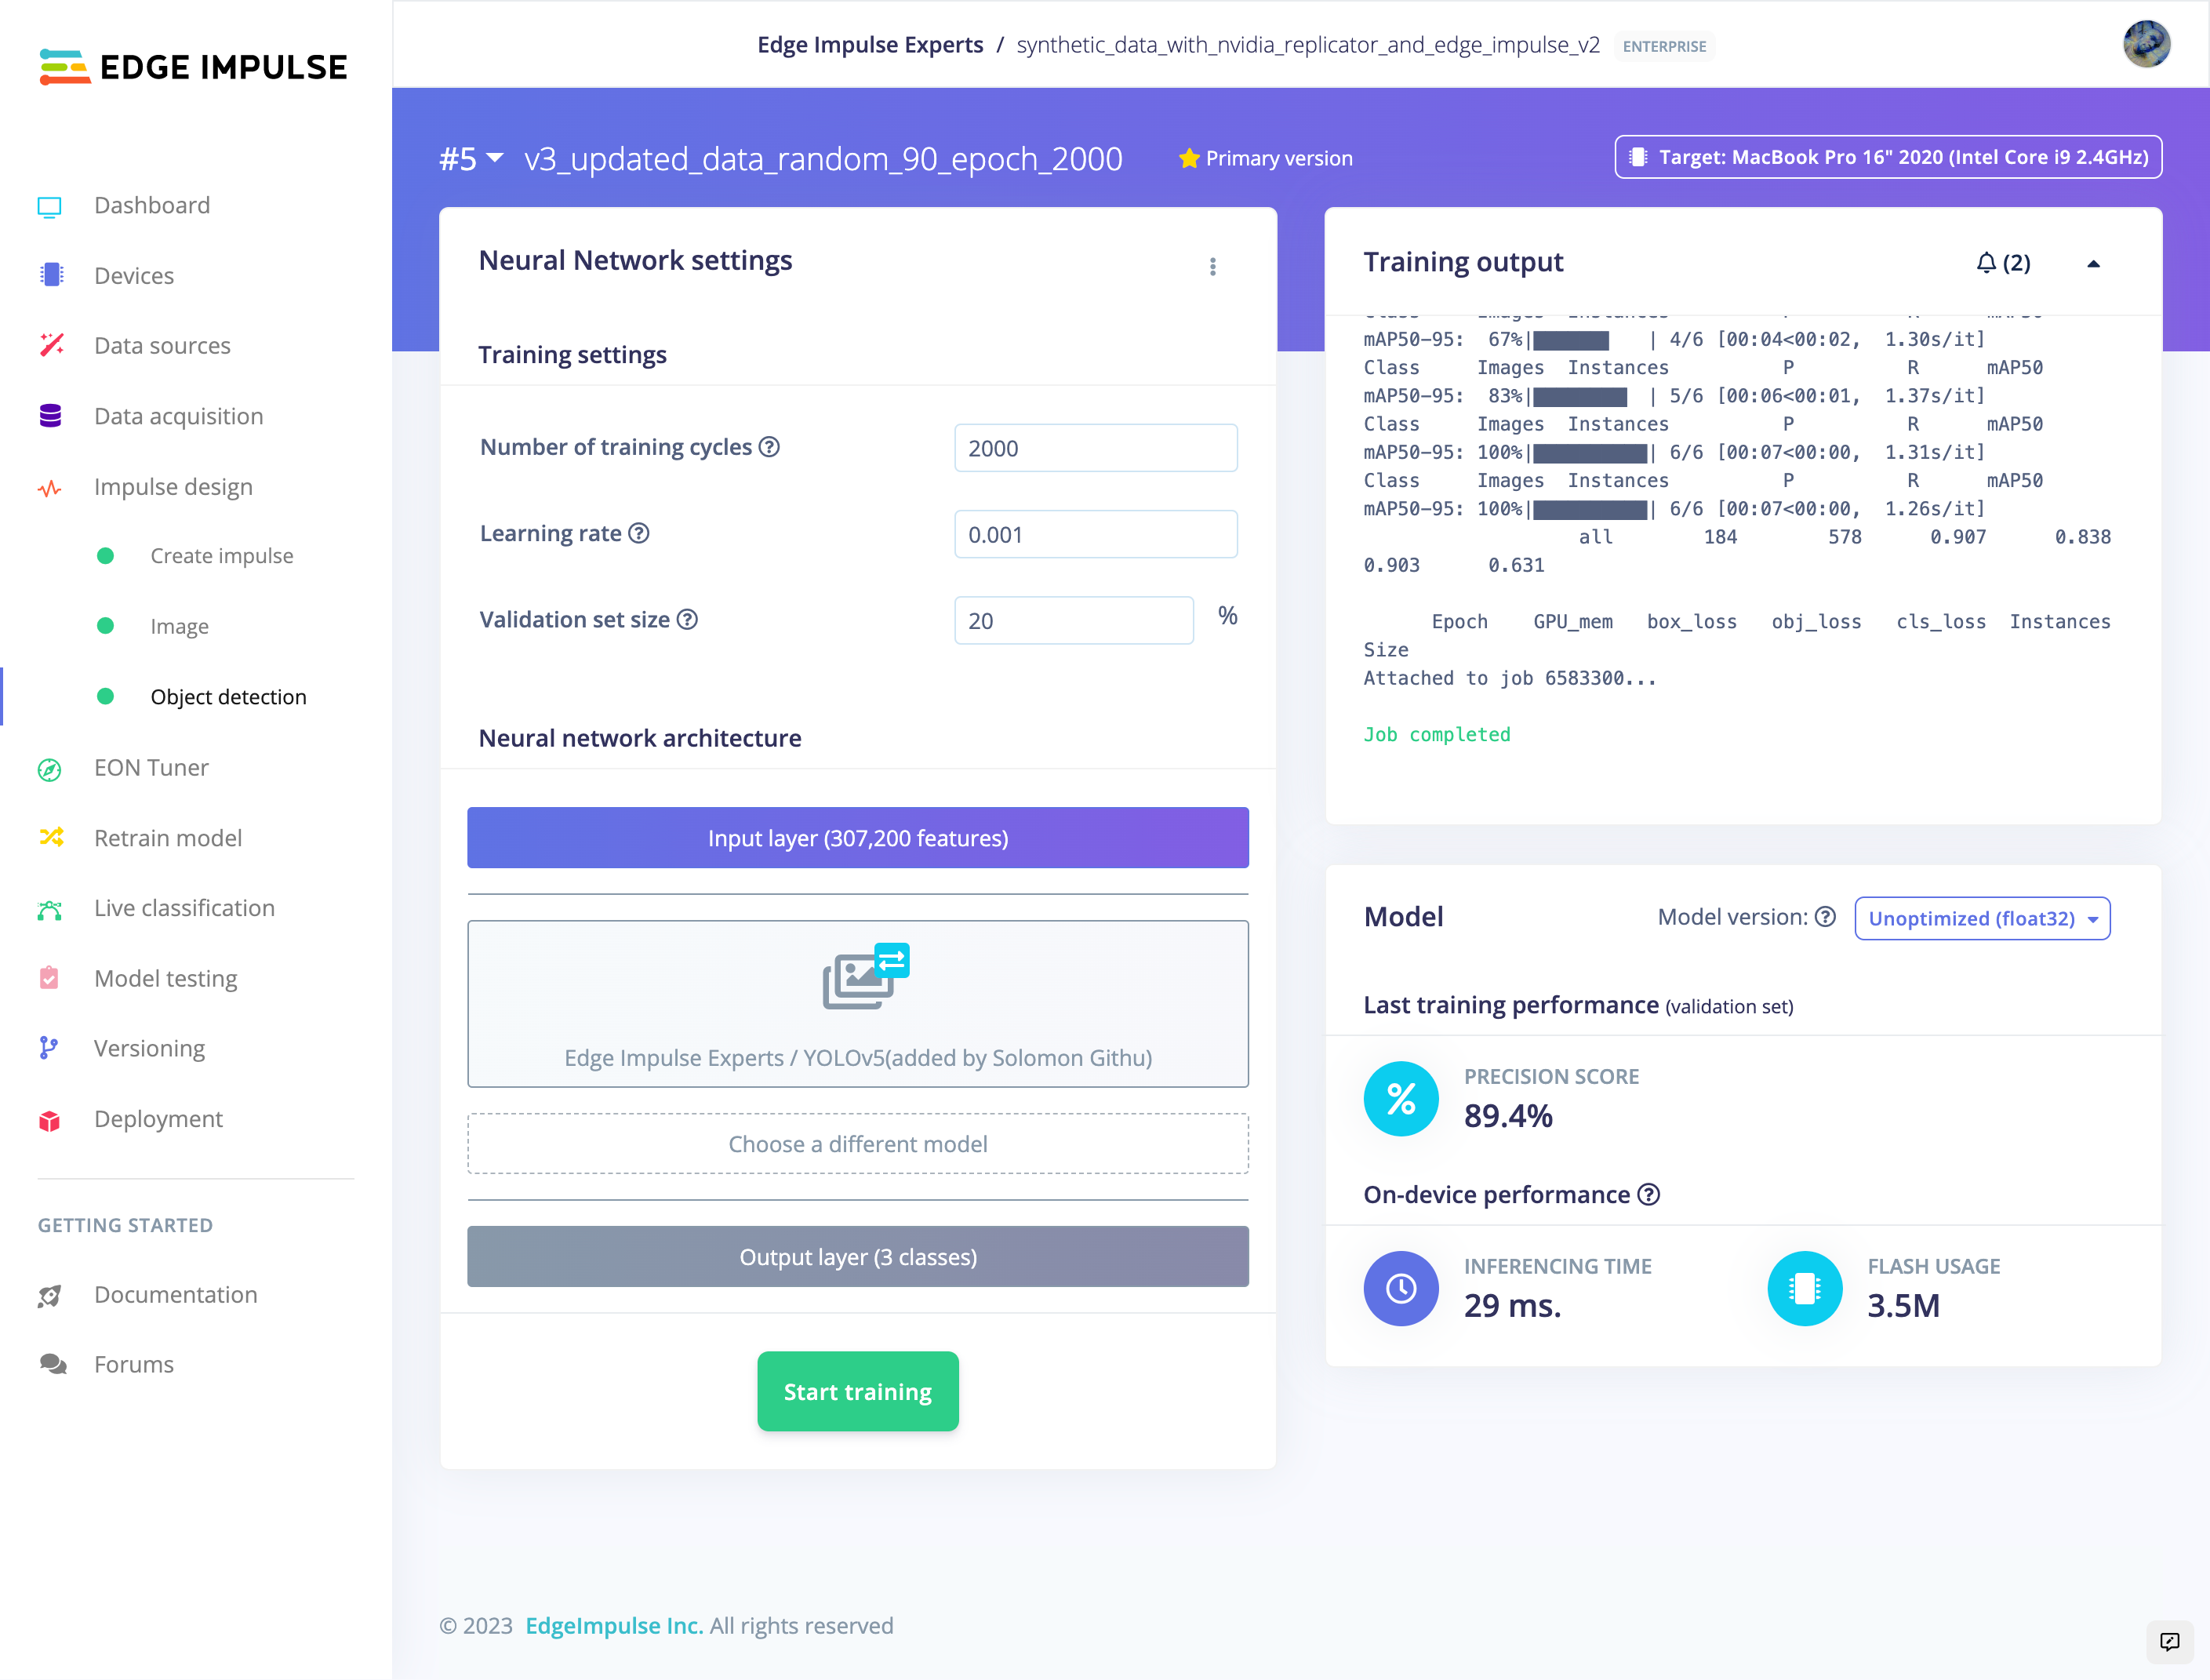 EDGE IMPULSE
Dashboard
Devices
Data sources
Data acquisition
Impulse design
Create impulse
Image
Object detection
EON Tuner
Retrain model
Live classification
Model testing
Versioning
Deployment
GETTING STARTED
Documentation
Forums
Edge Impulse Experts / synthetic_data_with_nvidia_replicator_and_edge_impulse_v2 ENTERPRISE
#5 v3_updated_data_random_90_epoch_2000 Primary version
Target: MacBook Pro 16" 2020 (Intel Core i9 2.4GHz)
Neural Network settings
Training settings
Number of training cycles ? 2000
Learning rate ? 0.001
Validation set size ? 20 %
Neural network architecture
Input layer (307,200 features)
Edge Impulse Experts / YOLOv5(added by Solomon Githu)
Choose a different model
Output layer (3 classes)
Start training
Training output (2)
Class Images Instances P R mAP50
mAP50-95: 67%| | 4/6 [00:04<00:02, 1.30s/it]
Class Images Instances P R mAP50
mAP50-95: 83%| | 5/6 [00:06<00:01, 1.37s/it]
Class Images Instances P R mAP50
mAP50-95: 100%| | 6/6 [00:07<00:00, 1.31s/it]
Class Images Instances P R mAP50
mAP50-95: 100%| | 6/6 [00:07<00:00, 1.26s/it]
all 184 578 0.907 0.838
0.903 0.631
Epoch GPU_mem box_loss obj_loss cls_loss Instances
Size
Attached to job 6583300...
Job completed
Model Model version: ? Unoptimized (float32)
Last training performance (validation set)
% PRECISION SCORE
89.4%
On-device performance ?
INFERENCING TIME
29 ms.
FLASH USAGE
3.5M
© 2023 EdgeImpulse Inc. All rights reserved